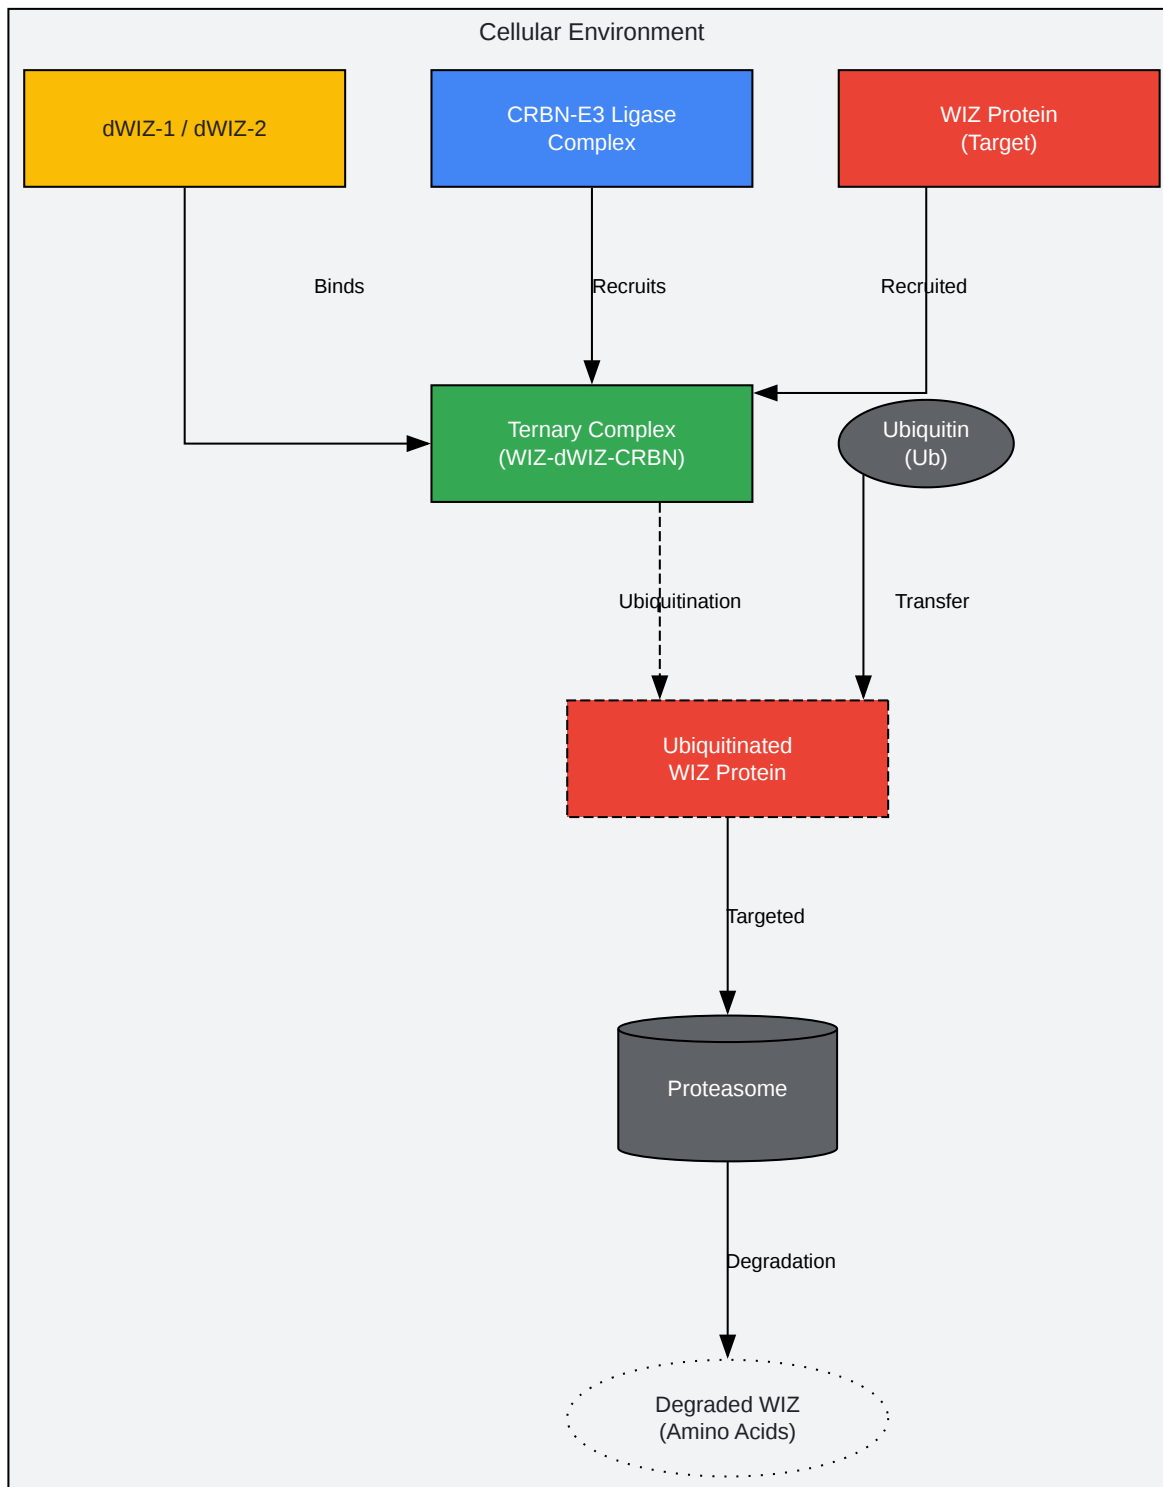 Cellular Environment
dWIZ-1 / dWIZ-2
CRBN-E3 Ligase
Complex
WIZ Protein
(Target)
Binds
Recruits
Recruited
Ternary Complex
(WIZ-dWIZ-CRBN)
Ubiquitin
(Ub)
Ubiquitination
Transfer
Ubiquitinated
WIZ Protein
Targeted
Proteasome
Degradation
Degraded WIZ
(Amino Acids)